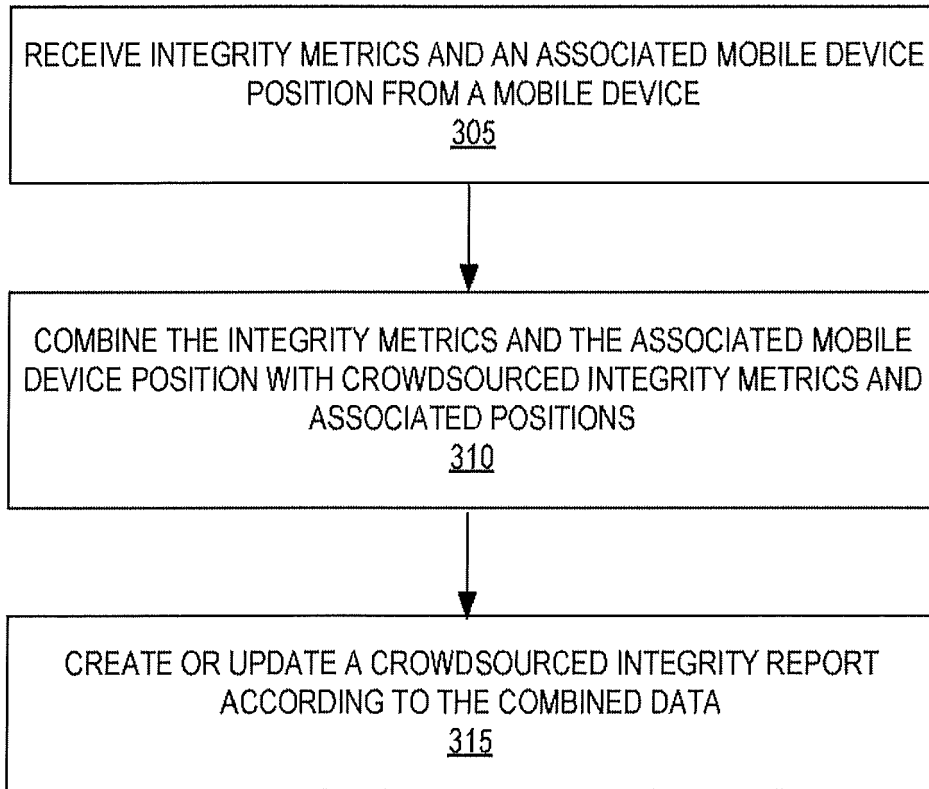 RECEIVE INTEGRITY METRICS AND AN ASSOCIATED MOBILE DEVICE
POSITION FROM A MOBILE DEVICE
305
COMBINE THE INTEGRITY METRICS AND THE ASSOCIATED MOBILE
DEVICE POSITION WITH CROWDSOURCED INTEGRITY METRICS AND
ASSOCIATED POSITIONS
310
CREATE OR UPDATE A CROWDSOURCED INTEGRITY REPORT
ACCORDING TO THE COMBINED DATA
315